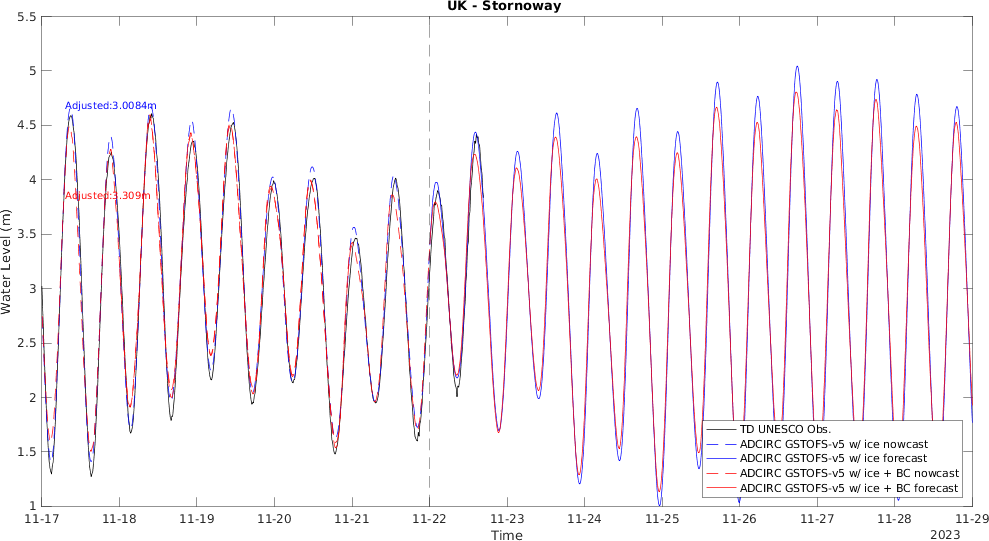 UK - Stornoway
5.5
5
4.5
4
3.5
3
2.5
2
1.5
1
Water Level (m)
Adjusted:3.0084m
Adjusted:3.309m
TD UNESCO Obs.
ADCIRC GSTOFS-v5 w/ ice nowcast
ADCIRC GSTOFS-v5 w/ ice forecast
ADCIRC GSTOFS-v5 w/ ice + BC nowcast
ADCIRC GSTOFS-v5 w/ ice + BC forecast
11-17 11-18 11-19 11-20 11-21 11-22 11-23 11-24 11-25 11-26 11-27 11-28 11-29
Time
2023